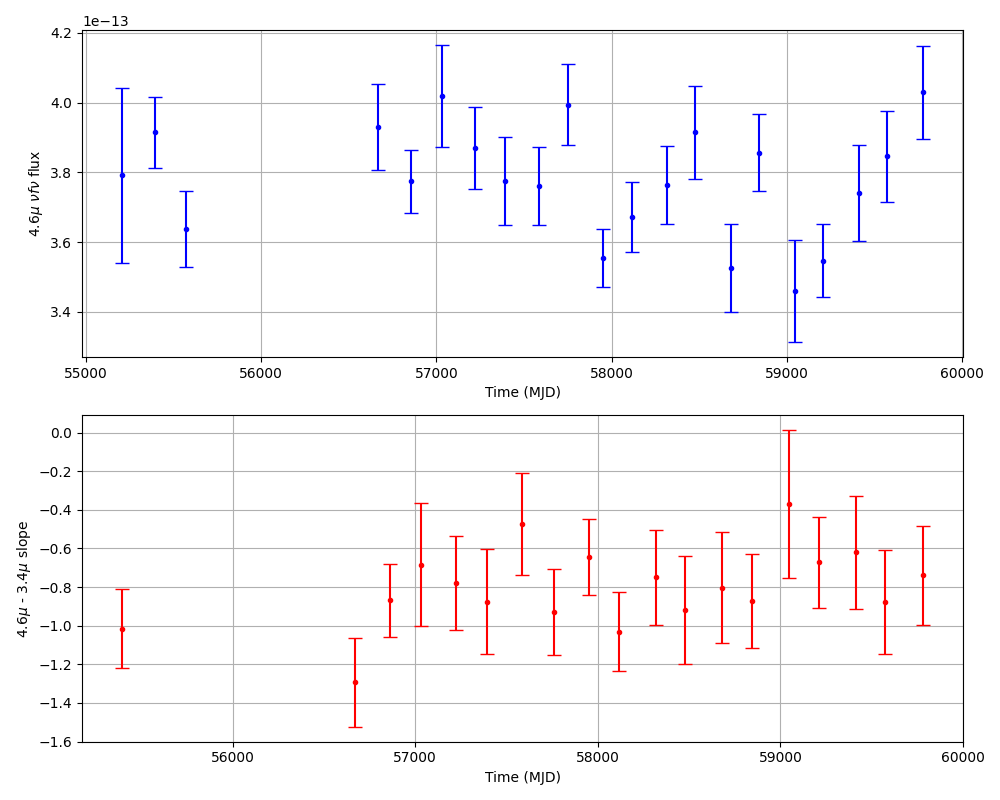 1e−13
4.2
4.0
3.8
3.6
3.4
4.6μ νfν flux
55000 56000 57000 58000 59000 60000
Time (MJD)
0.0
−0.2
−0.4
−0.6
−0.8
−1.0
−1.2
−1.4
−1.6
4.6μ - 3.4μ slope
56000 57000 58000 59000 60000
Time (MJD)